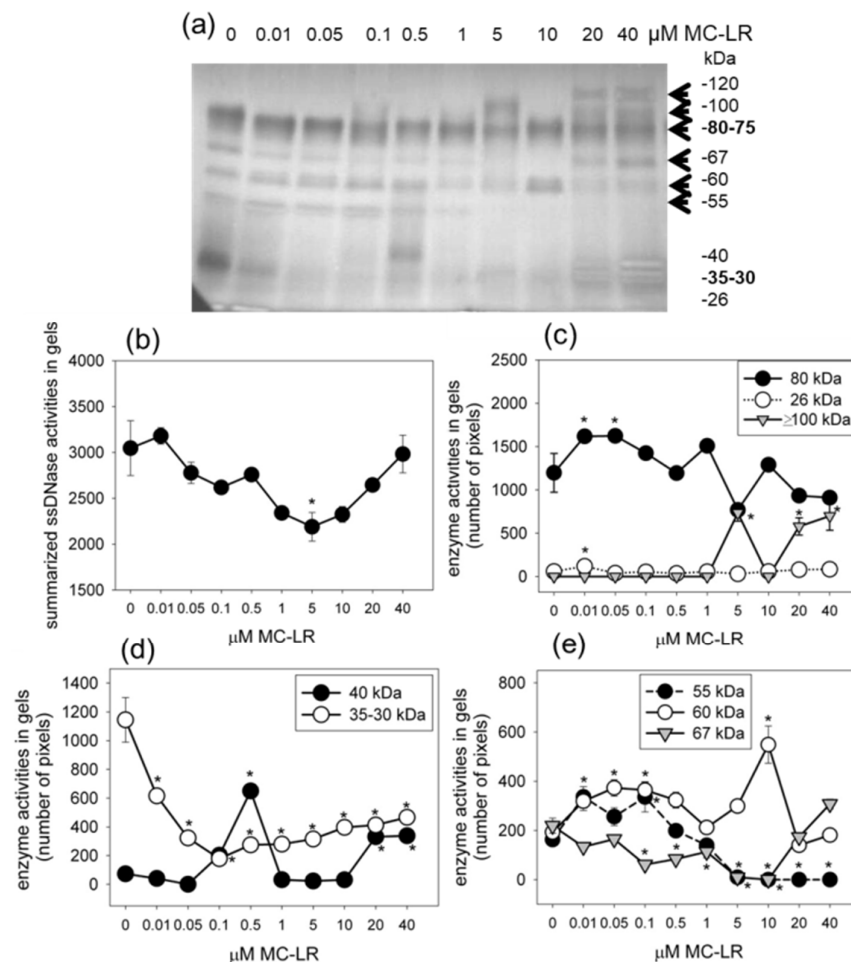 (a)
0 0.01 0.05 0.1 0.5 1 5 10 20 40 μM MC-LR
kDa
-120
-100
-80-75
-67
-60
-55
-40
-35-30
-26
(b)
summarized ssDNase activities in gels
4000
3500
3000
2500
2000
1500
*
0 0.01 0.05 0.1 0.5 1 5 10 20 40
μM MC-LR
(c)
enzyme activities in gels
(number of pixels)
2500
2000
1500
1000
500
0
80 kDa
26 kDa
≥100 kDa
* *
*
* * *
0 0.01 0.05 0.1 0.5 1 5 10 20 40
μM MC-LR
(d)
enzyme activities in gels
(number of pixels)
1400
1200
1000
800
600
400
200
0
40 kDa
35-30 kDa
* * * * * * * * * * * *
0 0.01 0.05 0.1 0.5 1 5 10 20 40
μM MC-LR
(e)
enzyme activities in gels
(number of pixels)
800
600
400
200
0
55 kDa
60 kDa
67 kDa
* * * * * * * * * * * * * *
0 0.01 0.05 0.1 0.5 1 5 10 20 40
μM MC-LR